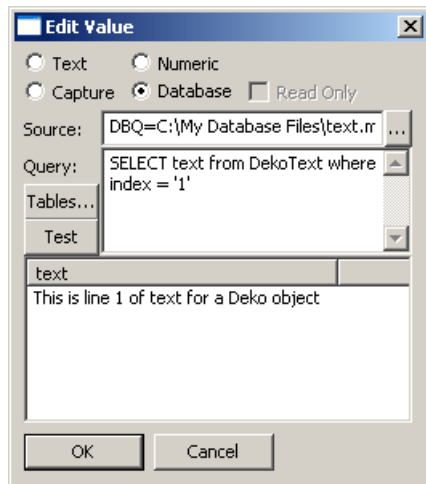 Edit Value
Text Numeric
Capture Database Read Only
Source: DBQ=C:\My Database Files\text.m ...
Query: SELECT text from DekoText where
index = '1'
Tables...
Test
text
This is line 1 of text for a Deko object
OK Cancel